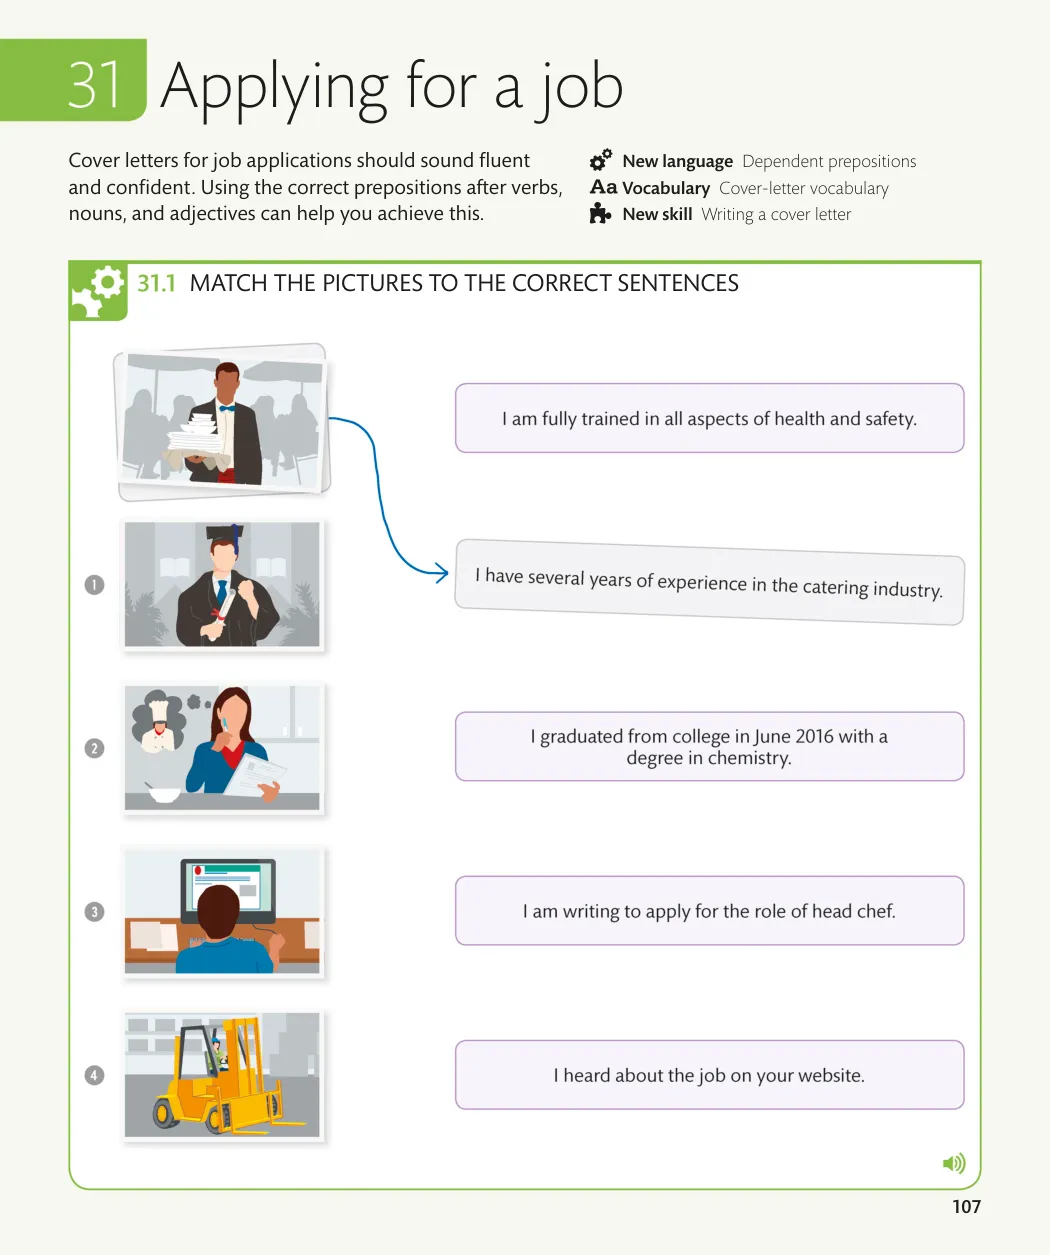 31 Applying for a job
Cover letters for job applications should sound fluent
and confident. Using the correct prepositions after verbs,
nouns, and adjectives can help you achieve this.
New language Dependent prepositions
Aa Vocabulary Cover-letter vocabulary
New skill Writing a cover letter
31.1 MATCH THE PICTURES TO THE CORRECT SENTENCES
I am fully trained in all aspects of health and safety.
1
I have several years of experience in the catering industry.
2
I graduated from college in June 2016 with a
degree in chemistry.
3
I am writing to apply for the role of head chef.
4
I heard about the job on your website.
107